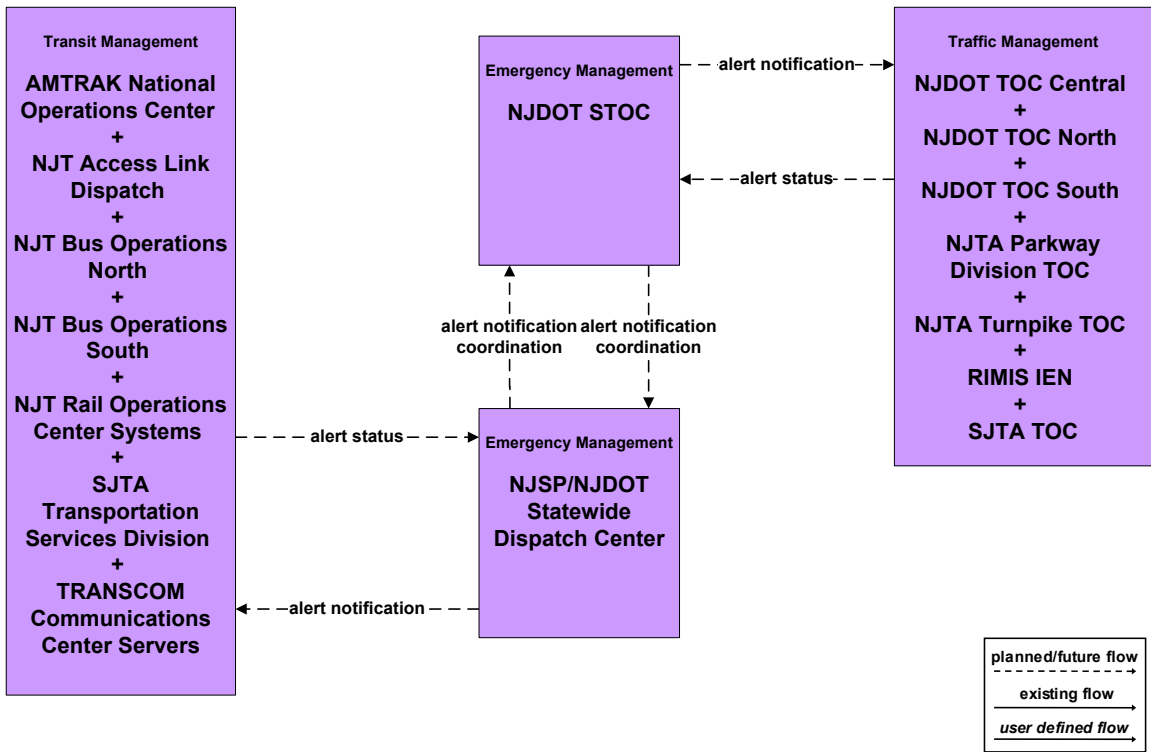 Transit Management
AMTRAK National
Operations Center
+
NJT Access Link
Dispatch
+
NJT Bus Operations
North
+
NJT Bus Operations
South
+
NJT Rail Operations
Center Systems
+
SJTA
Transportation
Services Division
+
TRANSCOM
Communications
Center Servers
Emergency Management
NJDOT STOC
alert notification
alert status
Traffic Management
NJDOT TOC Central
+
NJDOT TOC North
+
NJDOT TOC South
+
NJTA Parkway
Division TOC
+
NJTA Turnpike TOC
+
RIMIS IEN
+
SJTA TOC
alert notification
coordination
alert notification
coordination
alert status
Emergency Management
NJSP/NJDOT
Statewide
Dispatch Center
alert notification
planned/future flow
existing flow
user defined flow